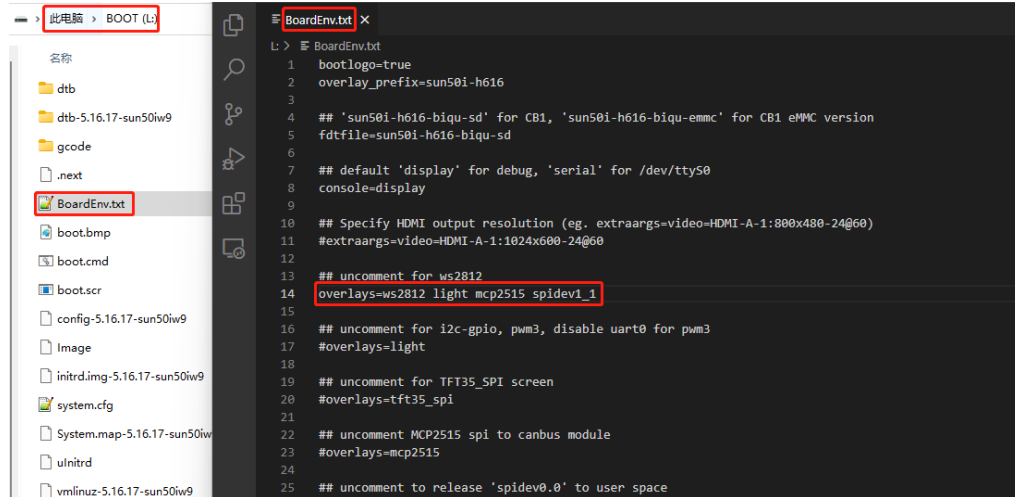 此电脑 > BOOT (L:)
名称
dtb
dtb-5.16.17-sun50iw9
gcode
.next
BoardEnv.txt
boot.bmp
boot.cmd
boot.scr
config-5.16.17-sun50iw9
Image
initrd.img-5.16.17-sun50iw9
system.cfg
System.map-5.16.17-sun50iw
uInitrd
vmlinuz-5.16.17-sun50iw9
BoardEnv.txt
L: > BoardEnv.txt
1 bootlogo=true
2 overlay_prefix=sun50i-h616
3
4 ## 'sun50i-h616-biqu-sd' for CB1, 'sun50i-h616-biqu-emmc' for CB1 eMMC version
5 fdtfile=sun50i-h616-biqu-sd
6
7 ## default 'display' for debug, 'serial' for /dev/ttyS0
8 console=display
9
10 ## Specify HDMI output resolution (eg. extraargs=video=HDMI-A-1:800x480-24@60)
11 #extraargs=video=HDMI-A-1:1024x600-24@60
12
13 ## uncomment for ws2812
14 overlays=ws2812 light mcp2515 spidev1_1
15
16 ## uncomment for i2c-gpio, pwm3, disable uart0 for pwm3
17 #overlays=light
18
19 ## uncomment for TFT35_SPI screen
20 #overlays=tft35_spi
21
22 ## uncomment MCP2515 spi to canbus module
23 #overlays=mcp2515
24
25 ## uncomment to release 'spidev0.0' to user space